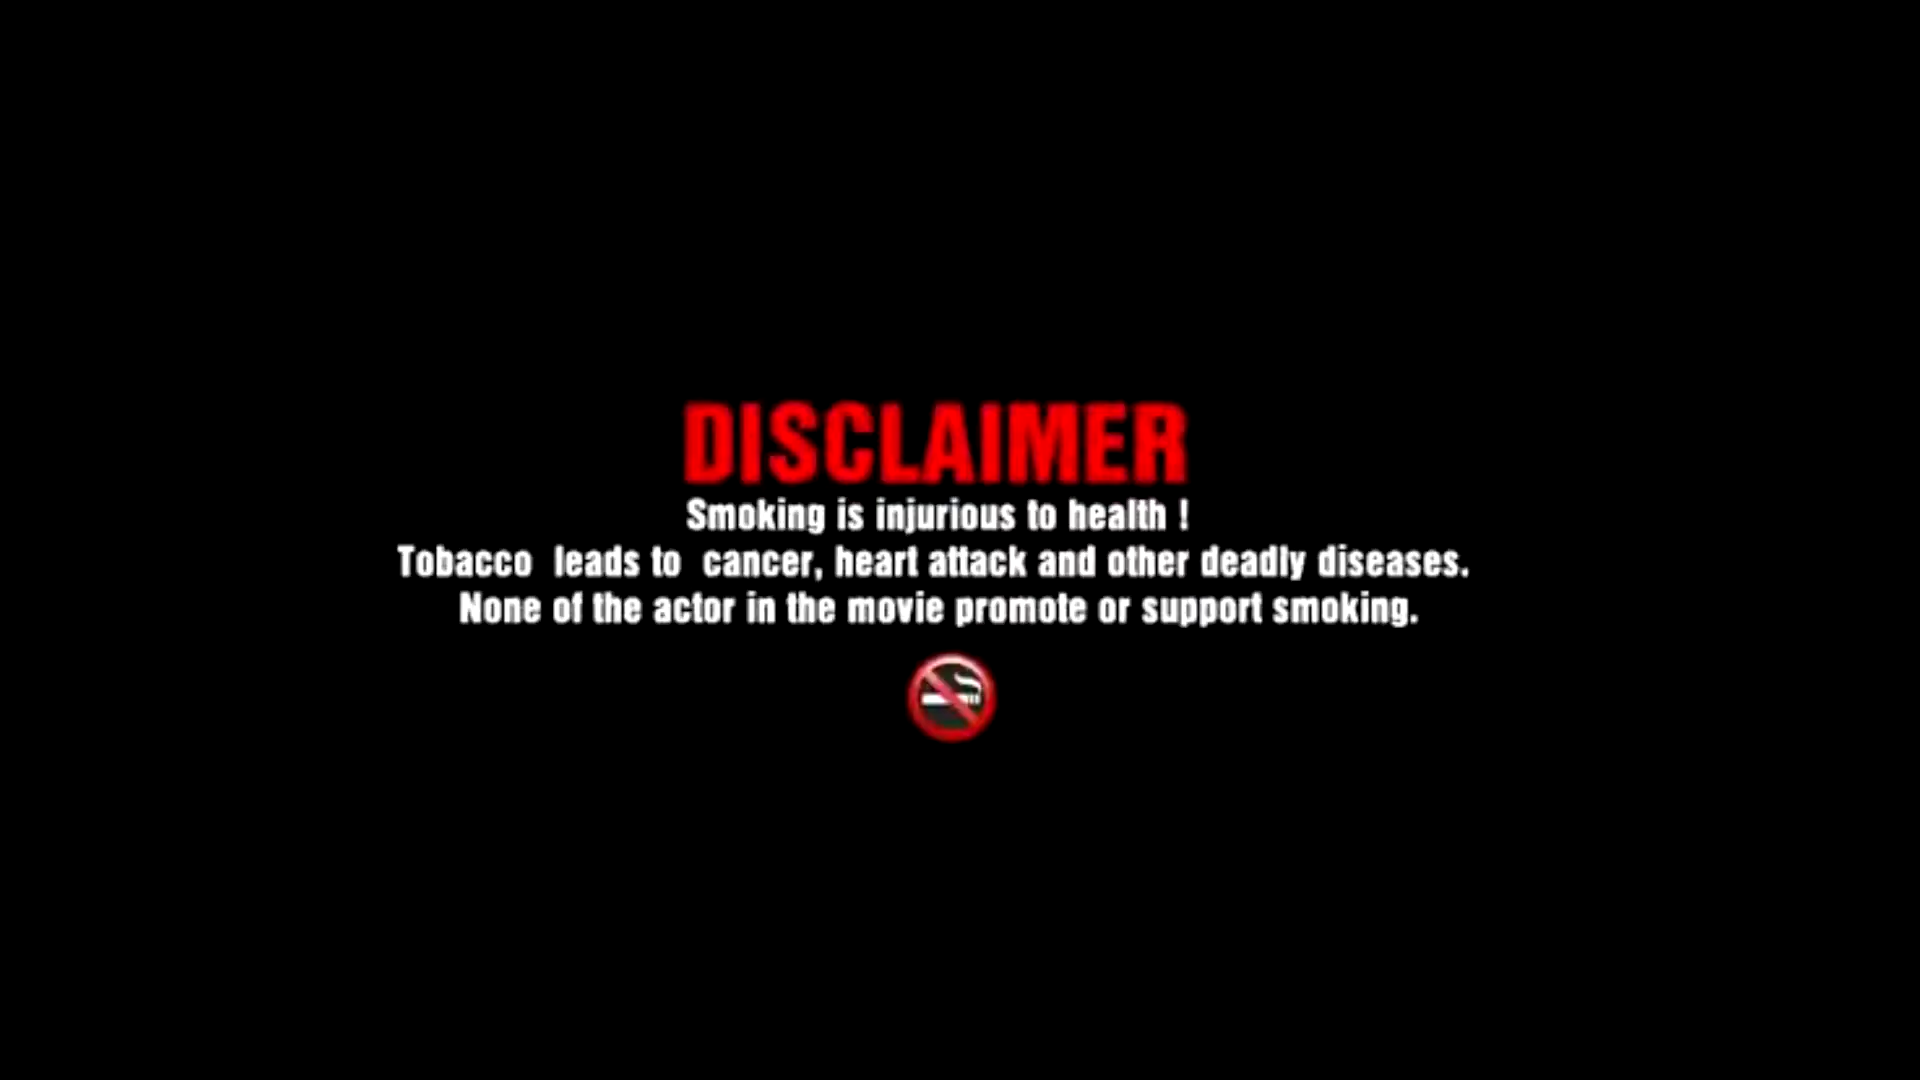 DISCLAIMER
Smoking is injurious to health !
Tobacco leads to cancer, heart attack and other deadly diseases.
None of the actor in the movie promote or support smoking.